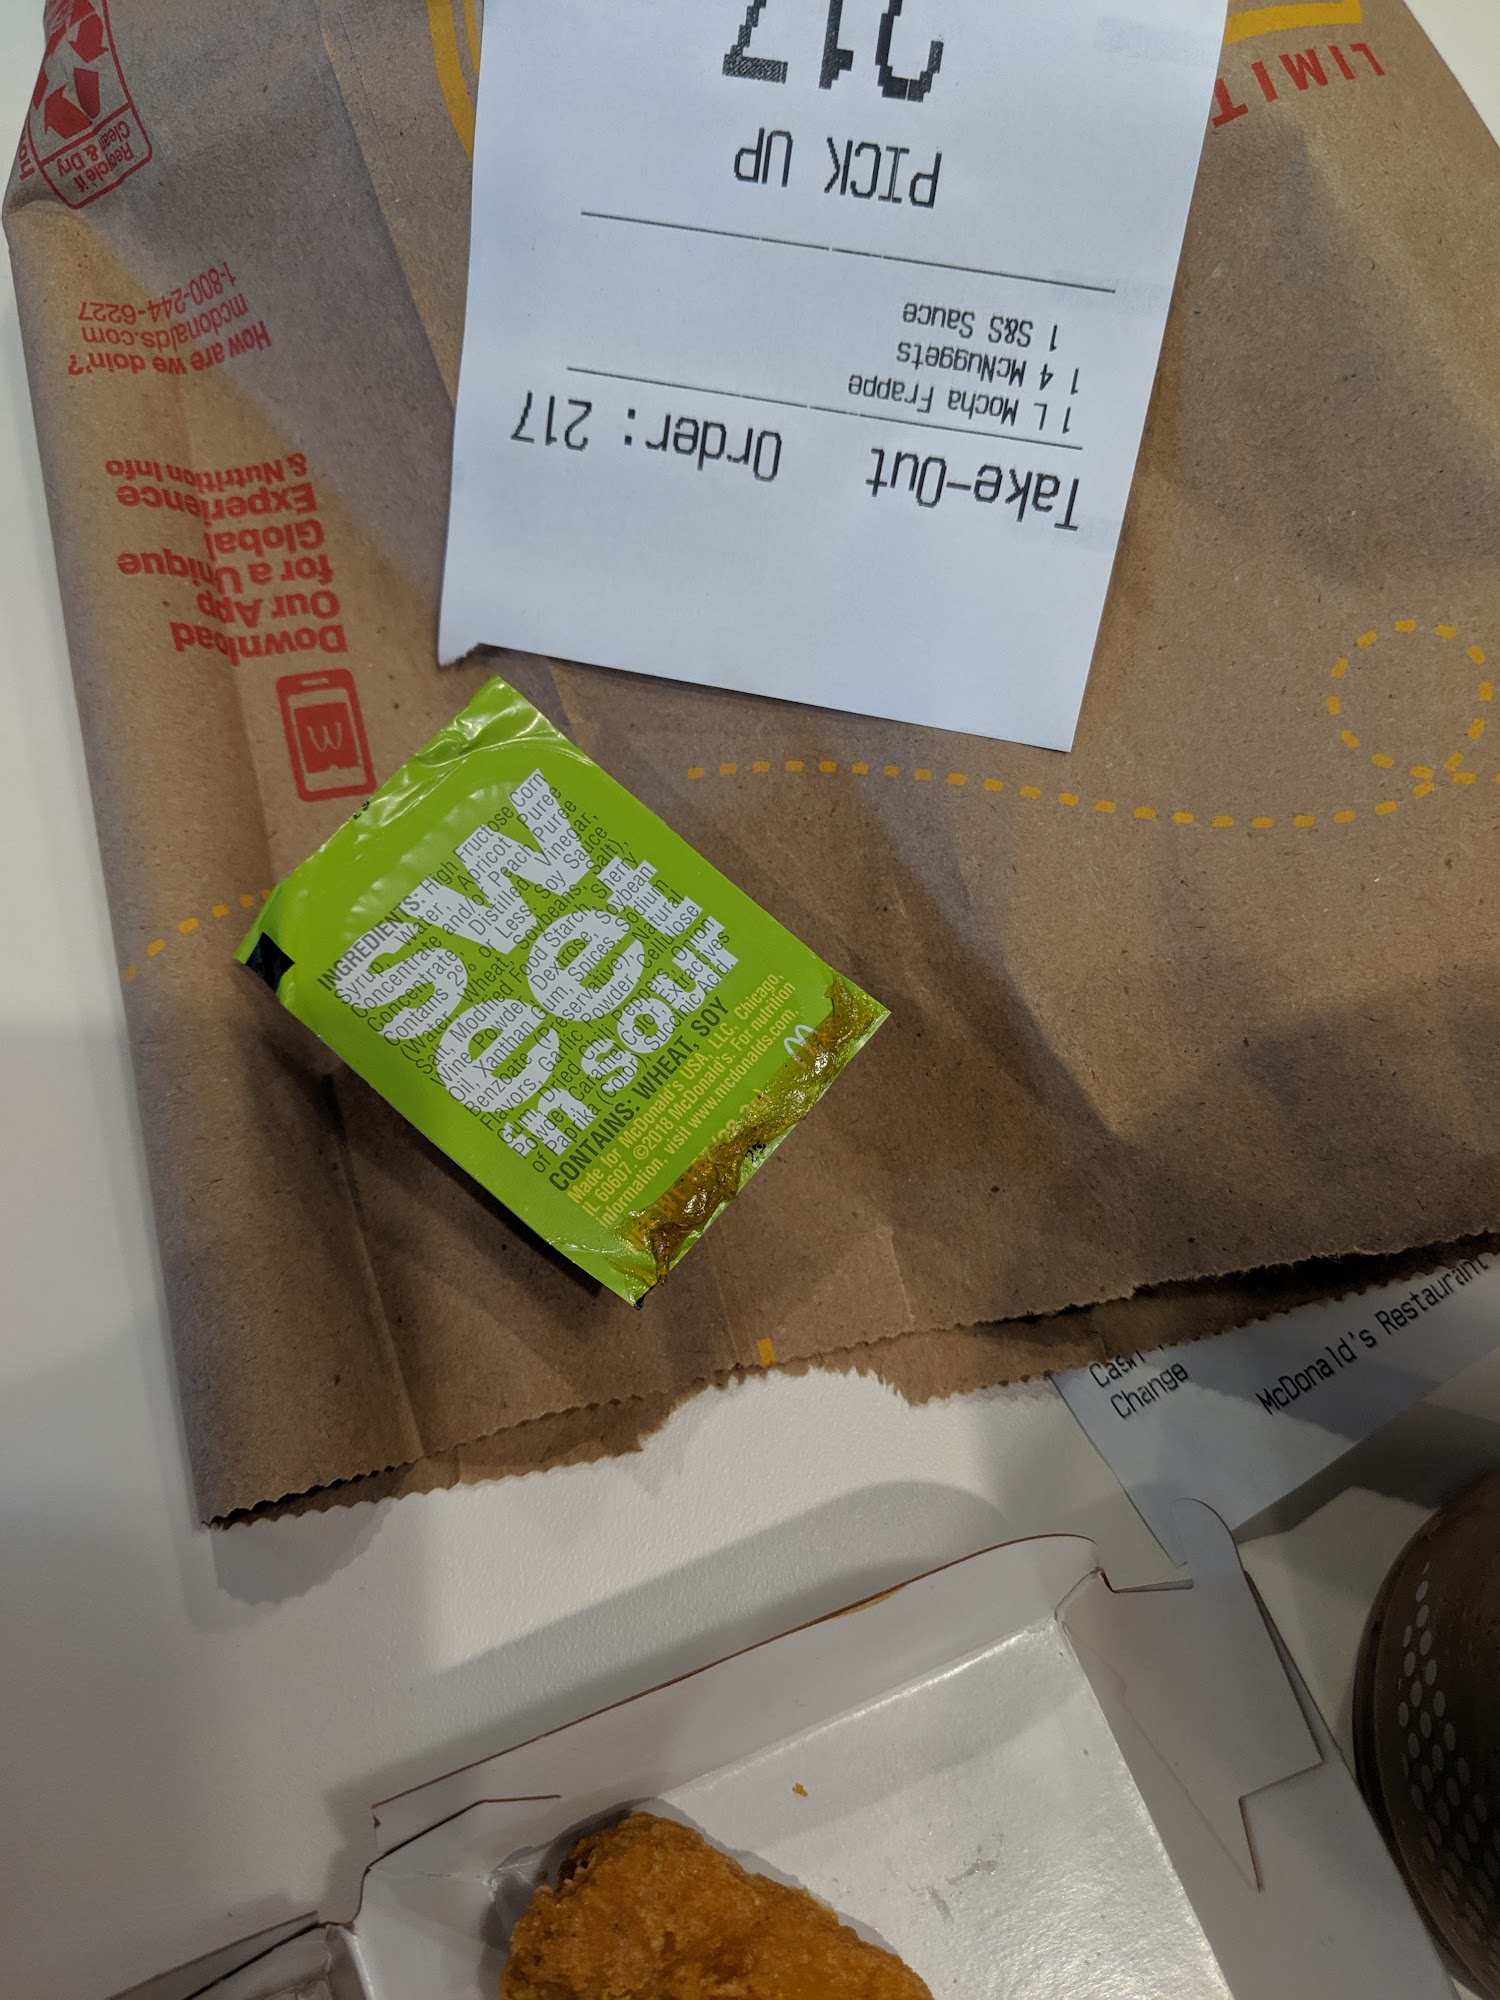 217
PICK UP
1 S&S Sauce
1 4 McNuggets
1 L Mocha Frappe
Take-Out Order: 217
LIMIT
Recycle it
Clean & Dry
How are we doin'?
mcdonalds.com
1-800-244-6227
Download
Our App
for a Unique
Global
Experience
& Nutrition Info
sw
eet
n'sour
INGREDIENTS: High Fructose Corn
Syrup, Water, Apricot Puree
Concentrate and/or Peach Puree
Concentrate, Distilled Vinegar,
Contains 2% or Less: Soy Sauce
(Water, Wheat, Soybeans, Salt),
Salt, Modified Food Starch, Sherry
Wine Powder, Dextrose, Soybean
Oil, Xanthan Gum, Spices, Sodium
Benzoate (Preservative), Natural
Flavors, Garlic Powder, Cellulose
Gum, Dried Chili Peppers, Onion
Powder, Caramel Color, Extractives
of Paprika (Color), Succinic Acid
CONTAINS: WHEAT, SOY
Made for McDonald's USA, LLC, Chicago,
IL 60607. ©2018 McDonald's. For nutrition
information, visit www.mcdonalds.com.
Change
McDonald's Restaurant